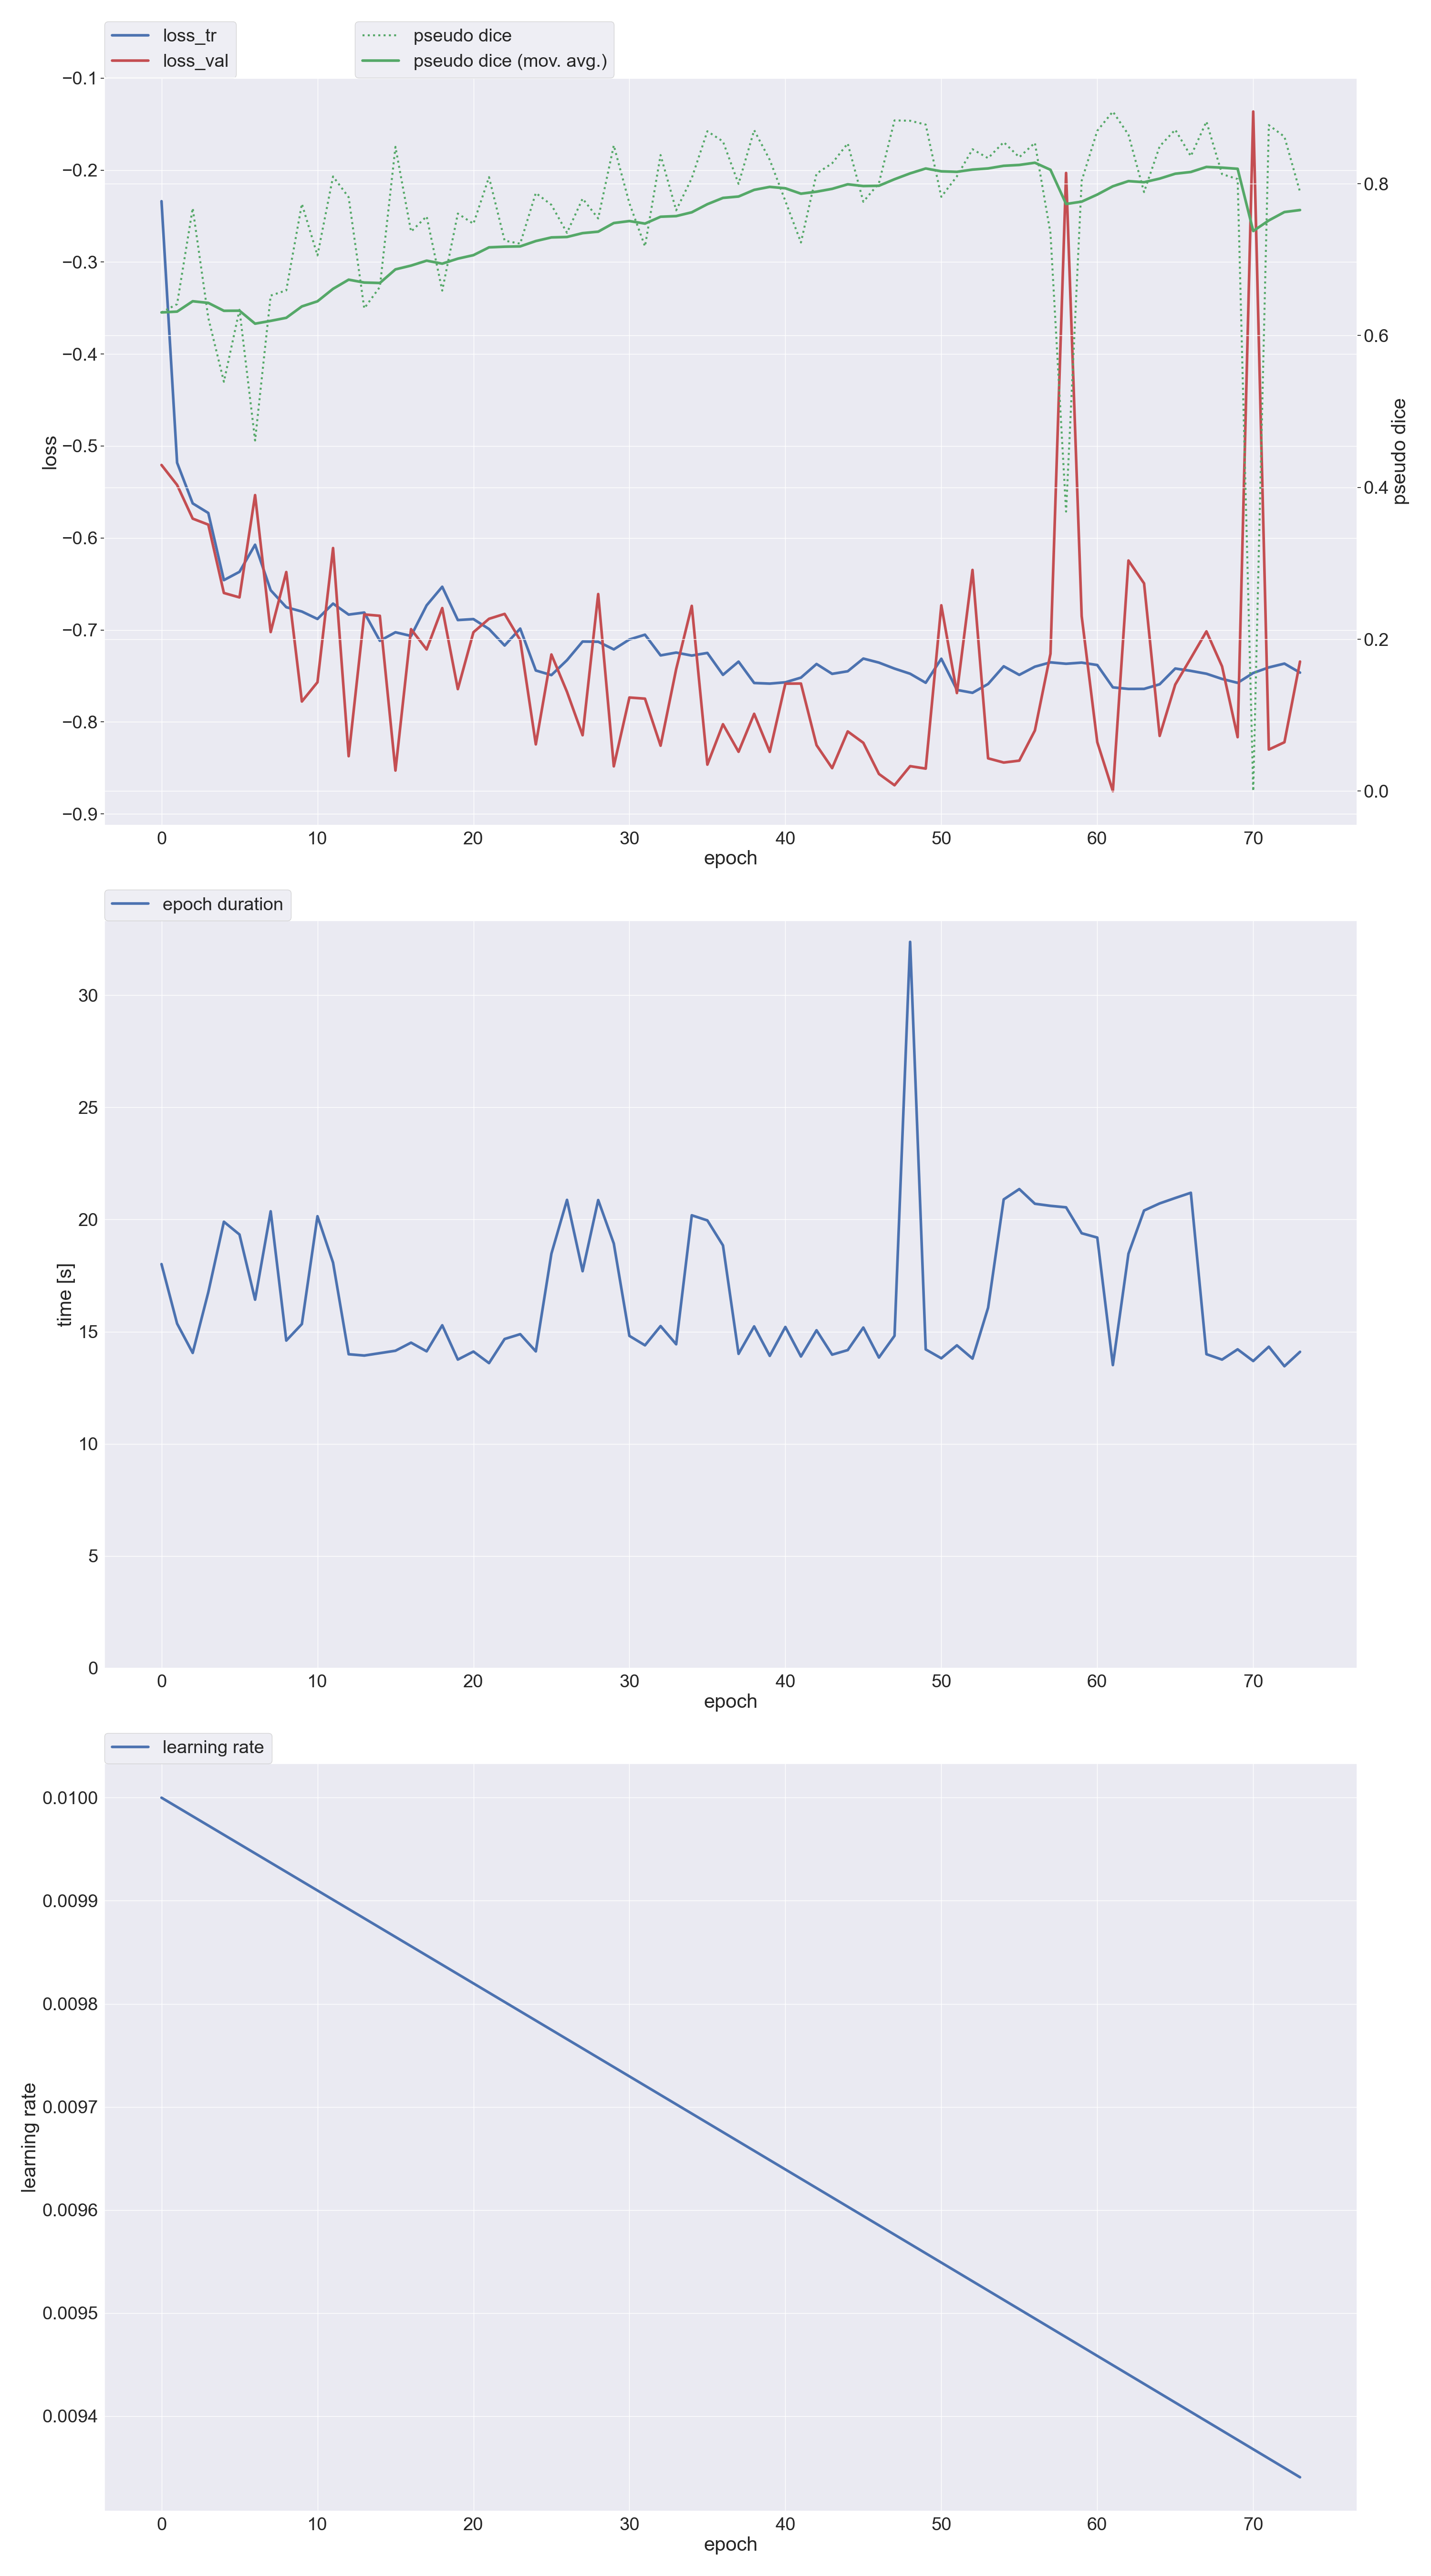 loss_tr
loss_val
pseudo dice
pseudo dice (mov. avg.)
−0.1
−0.2
−0.3
−0.4
−0.5
−0.6
−0.7
−0.8
−0.9
loss
0.8
0.6
0.4
0.2
0.0
pseudo dice
0 10 20 30 40 50 60 70
epoch
epoch duration
30
25
20
15
10
5
0
time [s]
0 10 20 30 40 50 60 70
epoch
learning rate
0.0100
0.0099
0.0098
0.0097
0.0096
0.0095
0.0094
learning rate
0 10 20 30 40 50 60 70
epoch